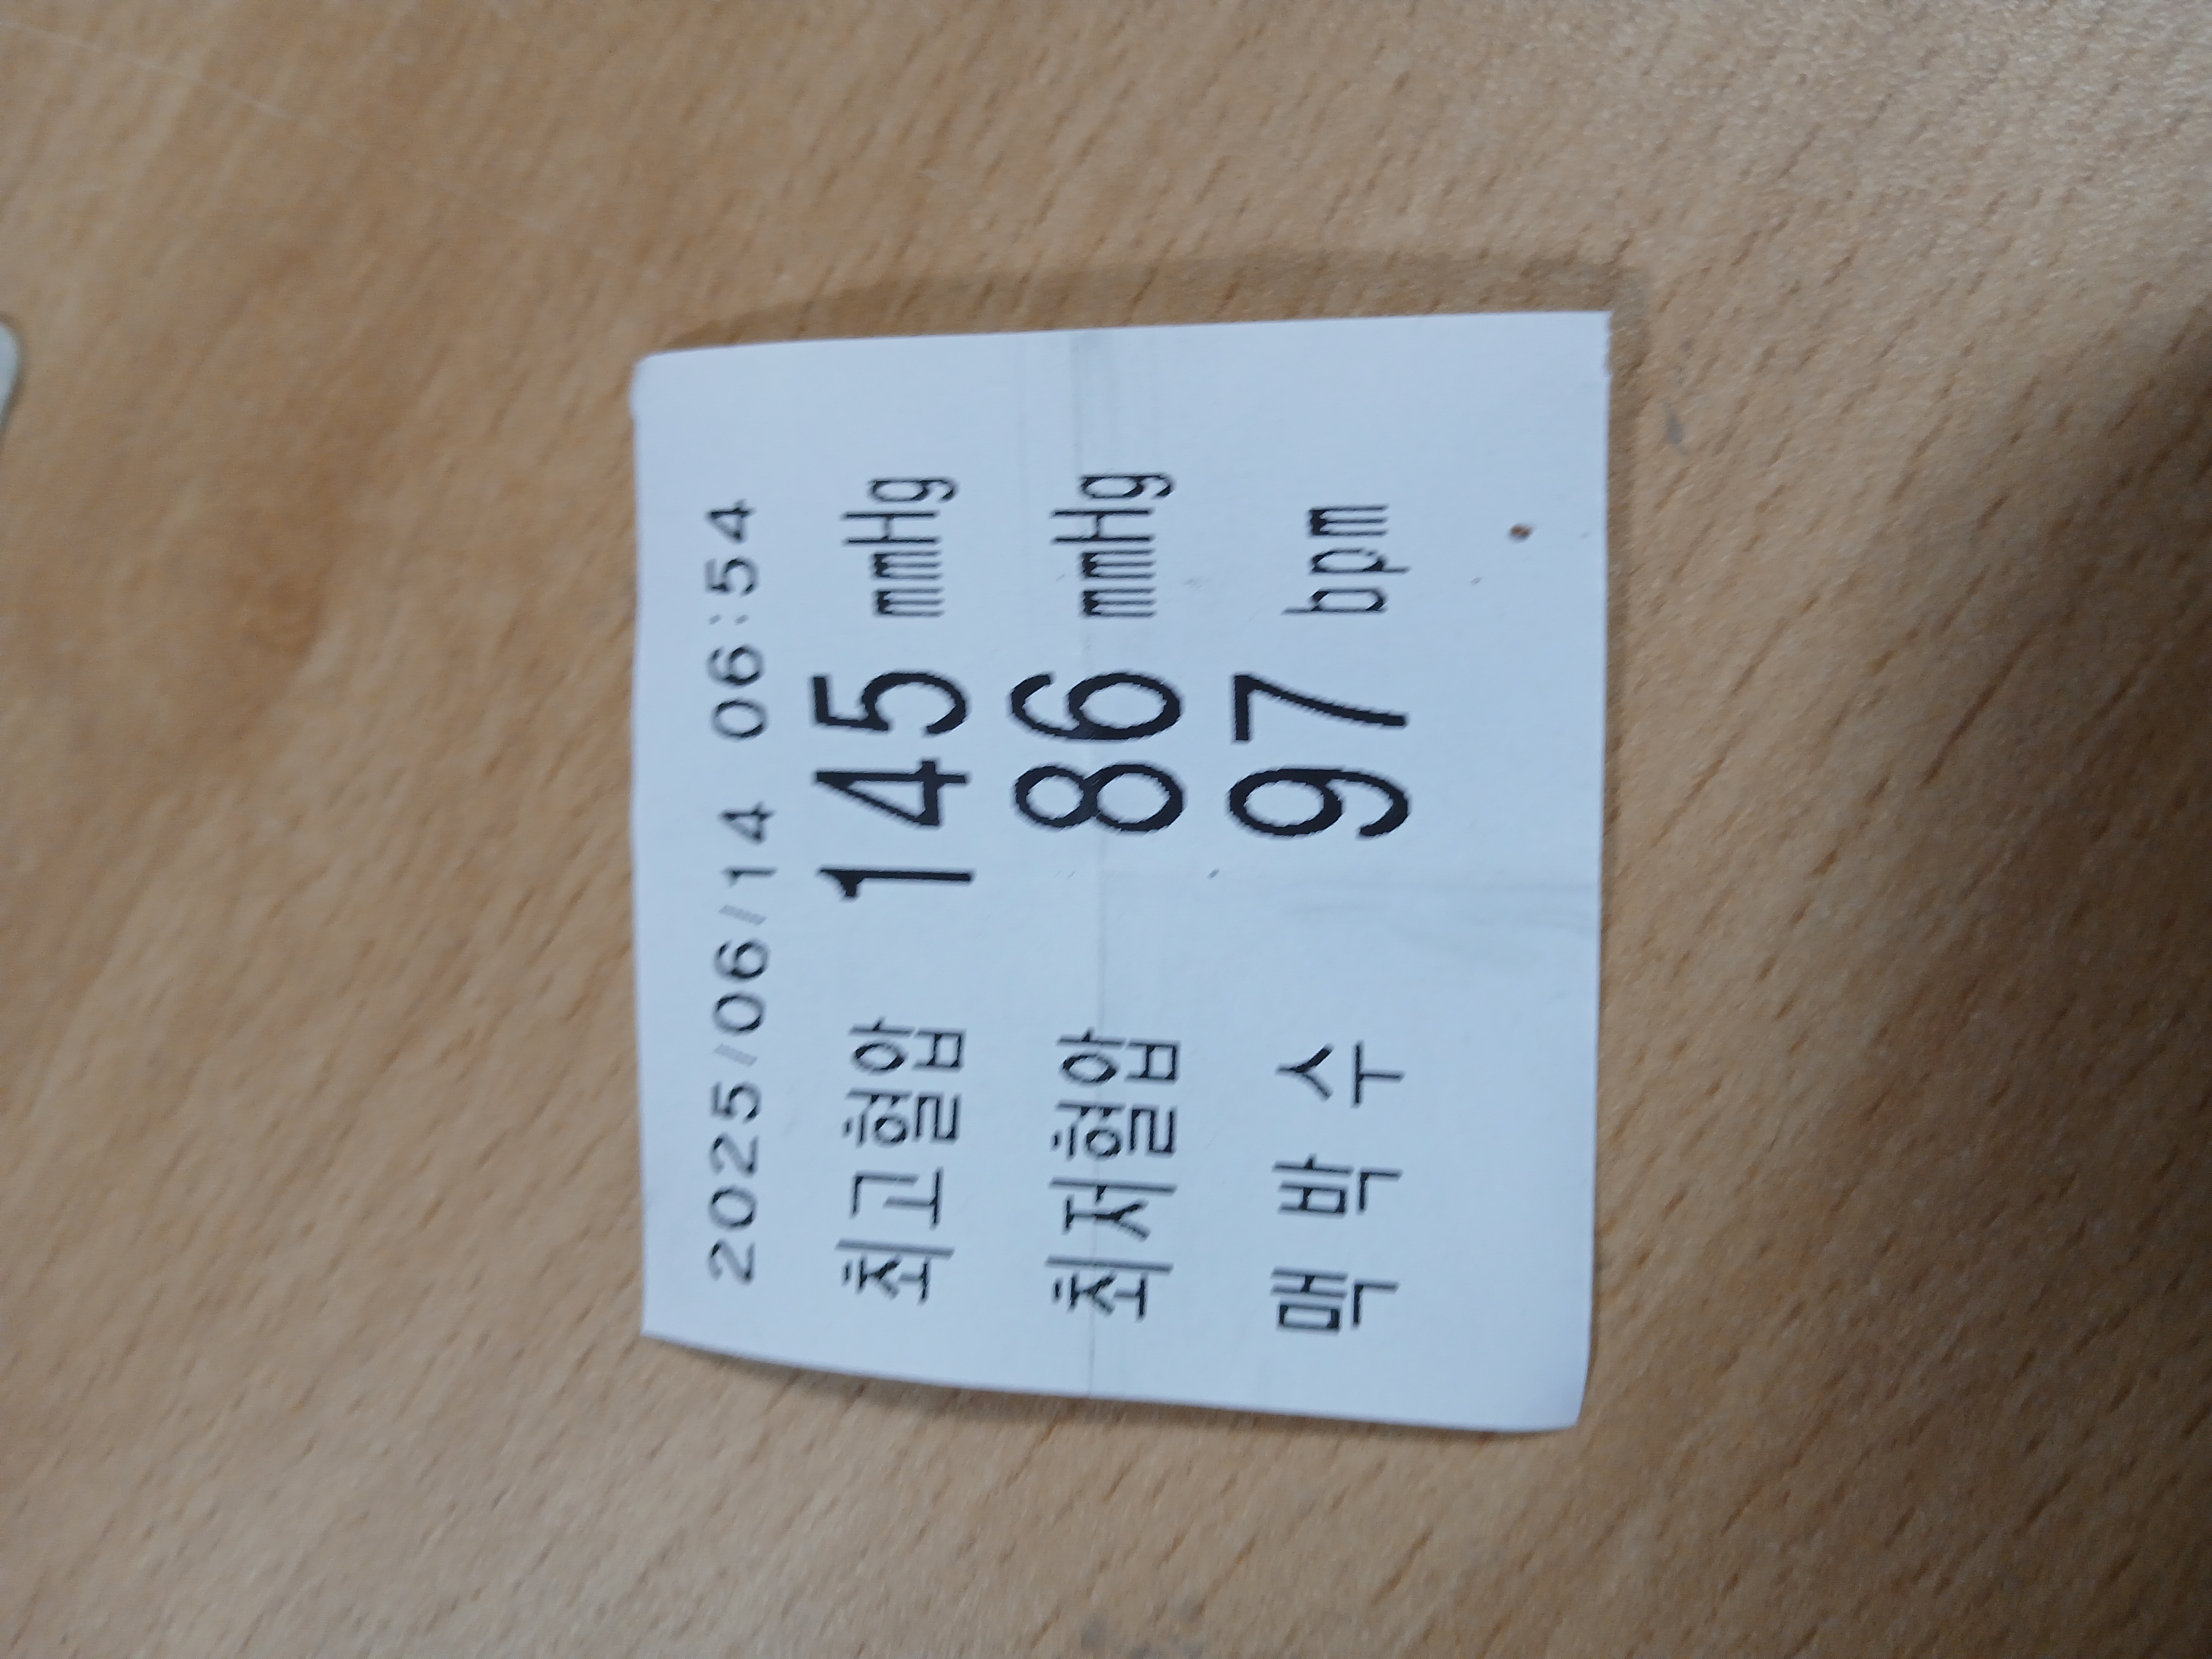 2025/06/14 06:54
최고혈압 145 mmHg
최저혈압 86 mmHg
맥 박 수 97 bpm